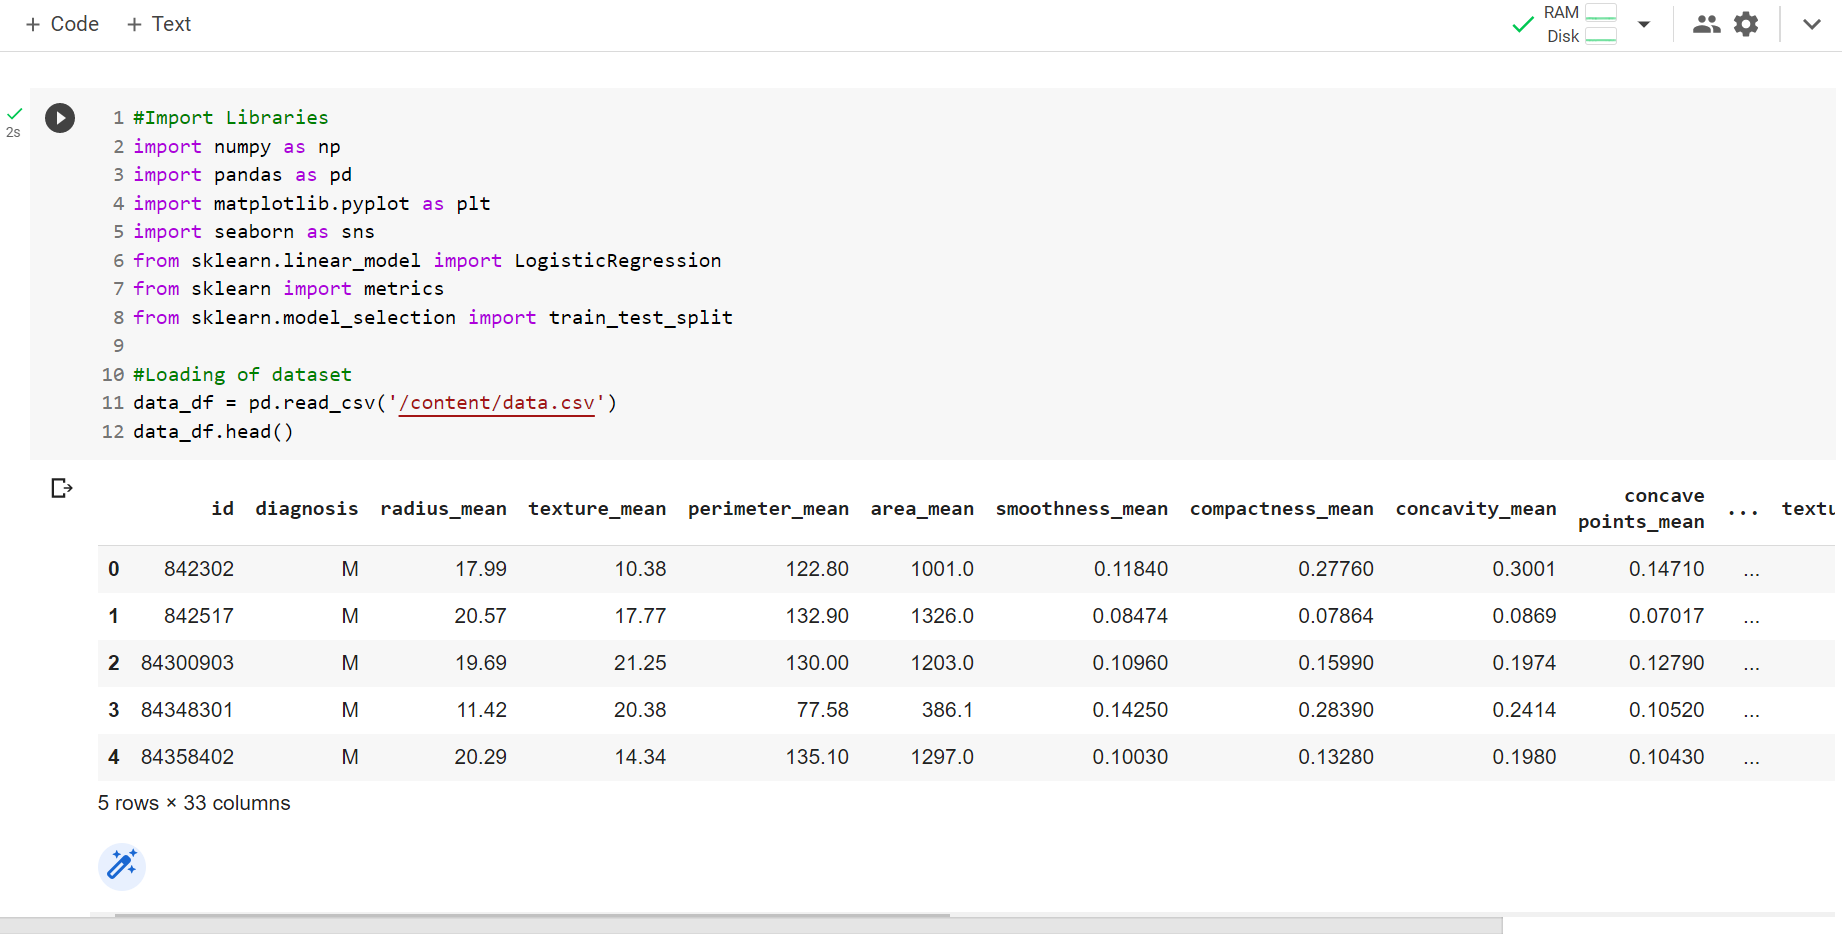 + Code + Text
RAM
Disk
2s
1 #Import Libraries
2 import numpy as np
3 import pandas as pd
4 import matplotlib.pyplot as plt
5 import seaborn as sns
6 from sklearn.linear_model import LogisticRegression
7 from sklearn import metrics
8 from sklearn.model_selection import train_test_split
9
10 #Loading of dataset
11 data_df = pd.read_csv('/content/data.csv')
12 data_df.head()
id diagnosis radius_mean texture_mean perimeter_mean area_mean smoothness_mean compactness_mean concavity_mean concave points_mean ... textu
0 842302 M 17.99 10.38 122.80 1001.0 0.11840 0.27760 0.3001 0.14710 ...
1 842517 M 20.57 17.77 132.90 1326.0 0.08474 0.07864 0.0869 0.07017 ...
2 84300903 M 19.69 21.25 130.00 1203.0 0.10960 0.15990 0.1974 0.12790 ...
3 84348301 M 11.42 20.38 77.58 386.1 0.14250 0.28390 0.2414 0.10520 ...
4 84358402 M 20.29 14.34 135.10 1297.0 0.10030 0.13280 0.1980 0.10430 ...
5 rows × 33 columns